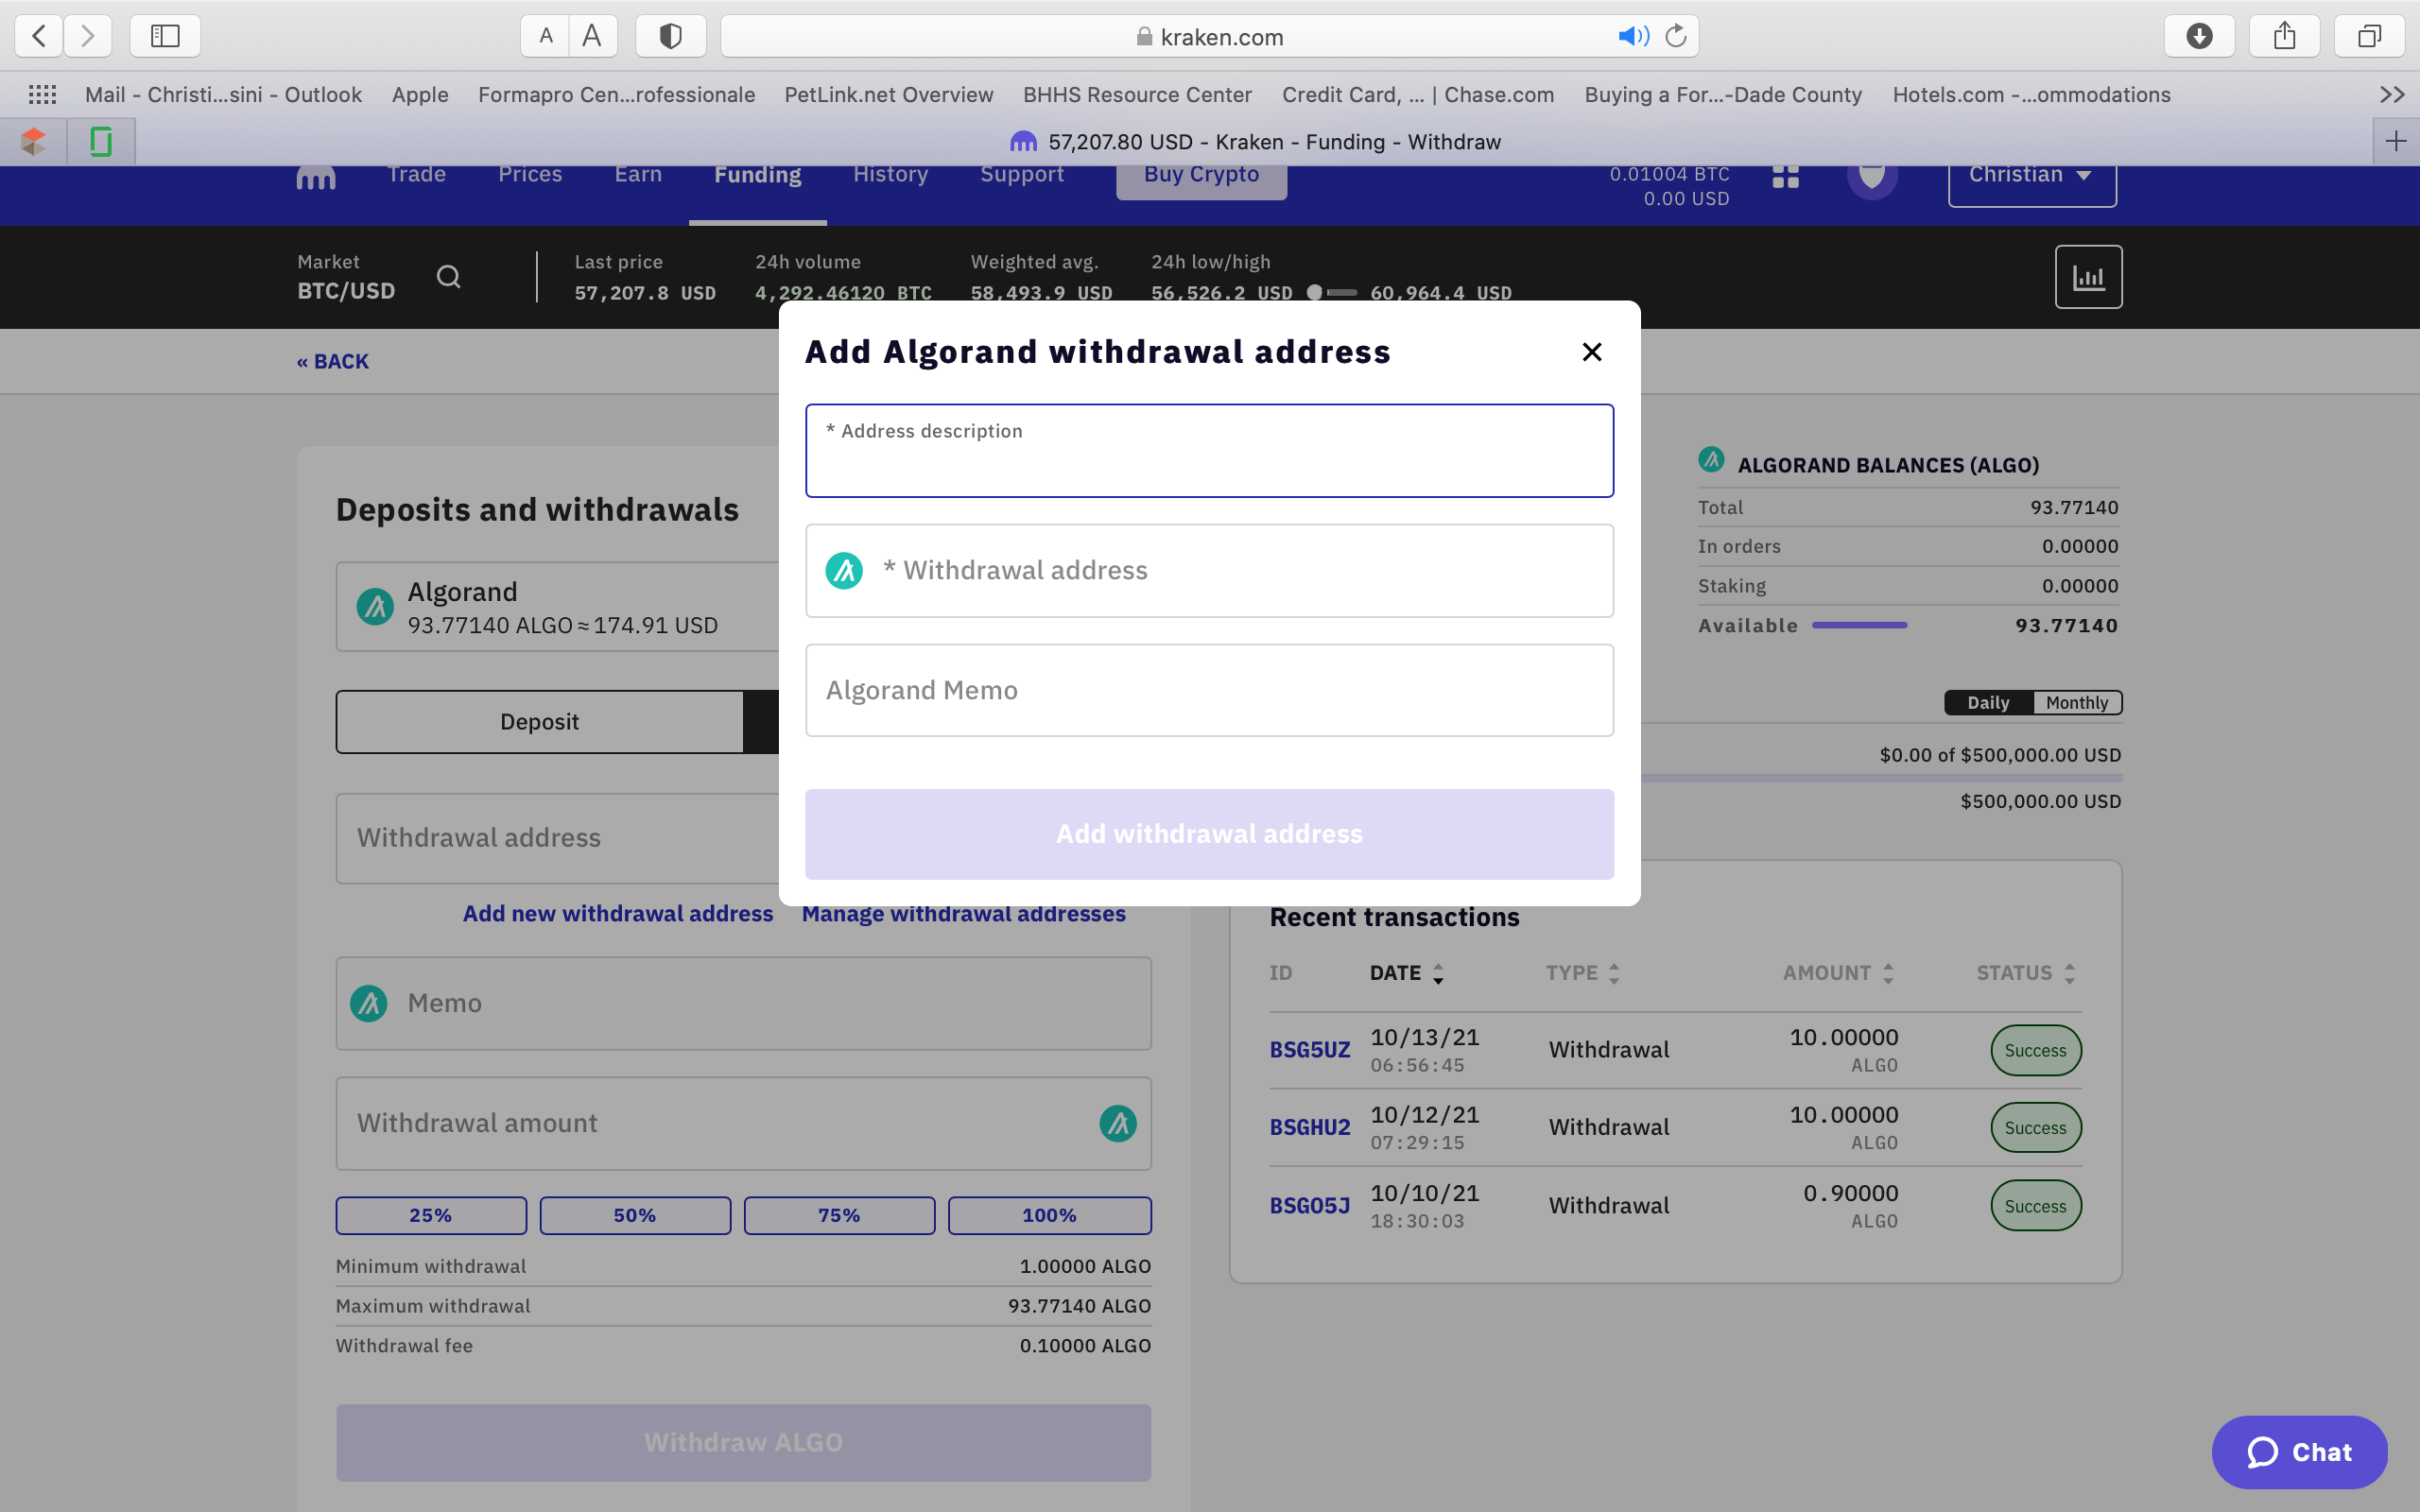 A A
kraken.com
Mail - Christi...sini - Outlook Apple Formapro Cen...rofessionale PetLink.net Overview BHHS Resource Center Credit Card, ... | Chase.com Buying a For...-Dade County Hotels.com -...ommodations
57,207.80 USD - Kraken - Funding - Withdraw
Trade Prices Earn Funding History Support Buy Crypto 0.01004 BTC Christian
0.00 USD
Market Last price 24h volume Weighted avg. 24h low/high
BTC/USD 57,207.8 USD 4,292.46120 BTC 58,493.9 USD 56,526.2 USD 60,964.4 USD
« BACK
Add Algorand withdrawal address
* Address description
* Withdrawal address
Algorand Memo
Add withdrawal address
Deposits and withdrawals
Algorand
93.77140 ALGO ≈ 174.91 USD
Deposit
Withdrawal address
Add new withdrawal address Manage withdrawal addresses
Memo
Withdrawal amount
25% 50% 75% 100%
Minimum withdrawal 1.00000 ALGO
Maximum withdrawal 93.77140 ALGO
Withdrawal fee 0.10000 ALGO
Withdraw ALGO
ALGORAND BALANCES (ALGO)
Total 93.77140
In orders 0.00000
Staking 0.00000
Available 93.77140
Daily Monthly
$0.00 of $500,000.00 USD
$500,000.00 USD
Recent transactions
ID DATE TYPE AMOUNT STATUS
BSG5UZ 10/13/21 Withdrawal 10.00000 Success
06:56:45 ALGO
BSGHU2 10/12/21 Withdrawal 10.00000 Success
07:29:15 ALGO
BSGO5J 10/10/21 Withdrawal 0.90000 Success
18:30:03 ALGO
Chat